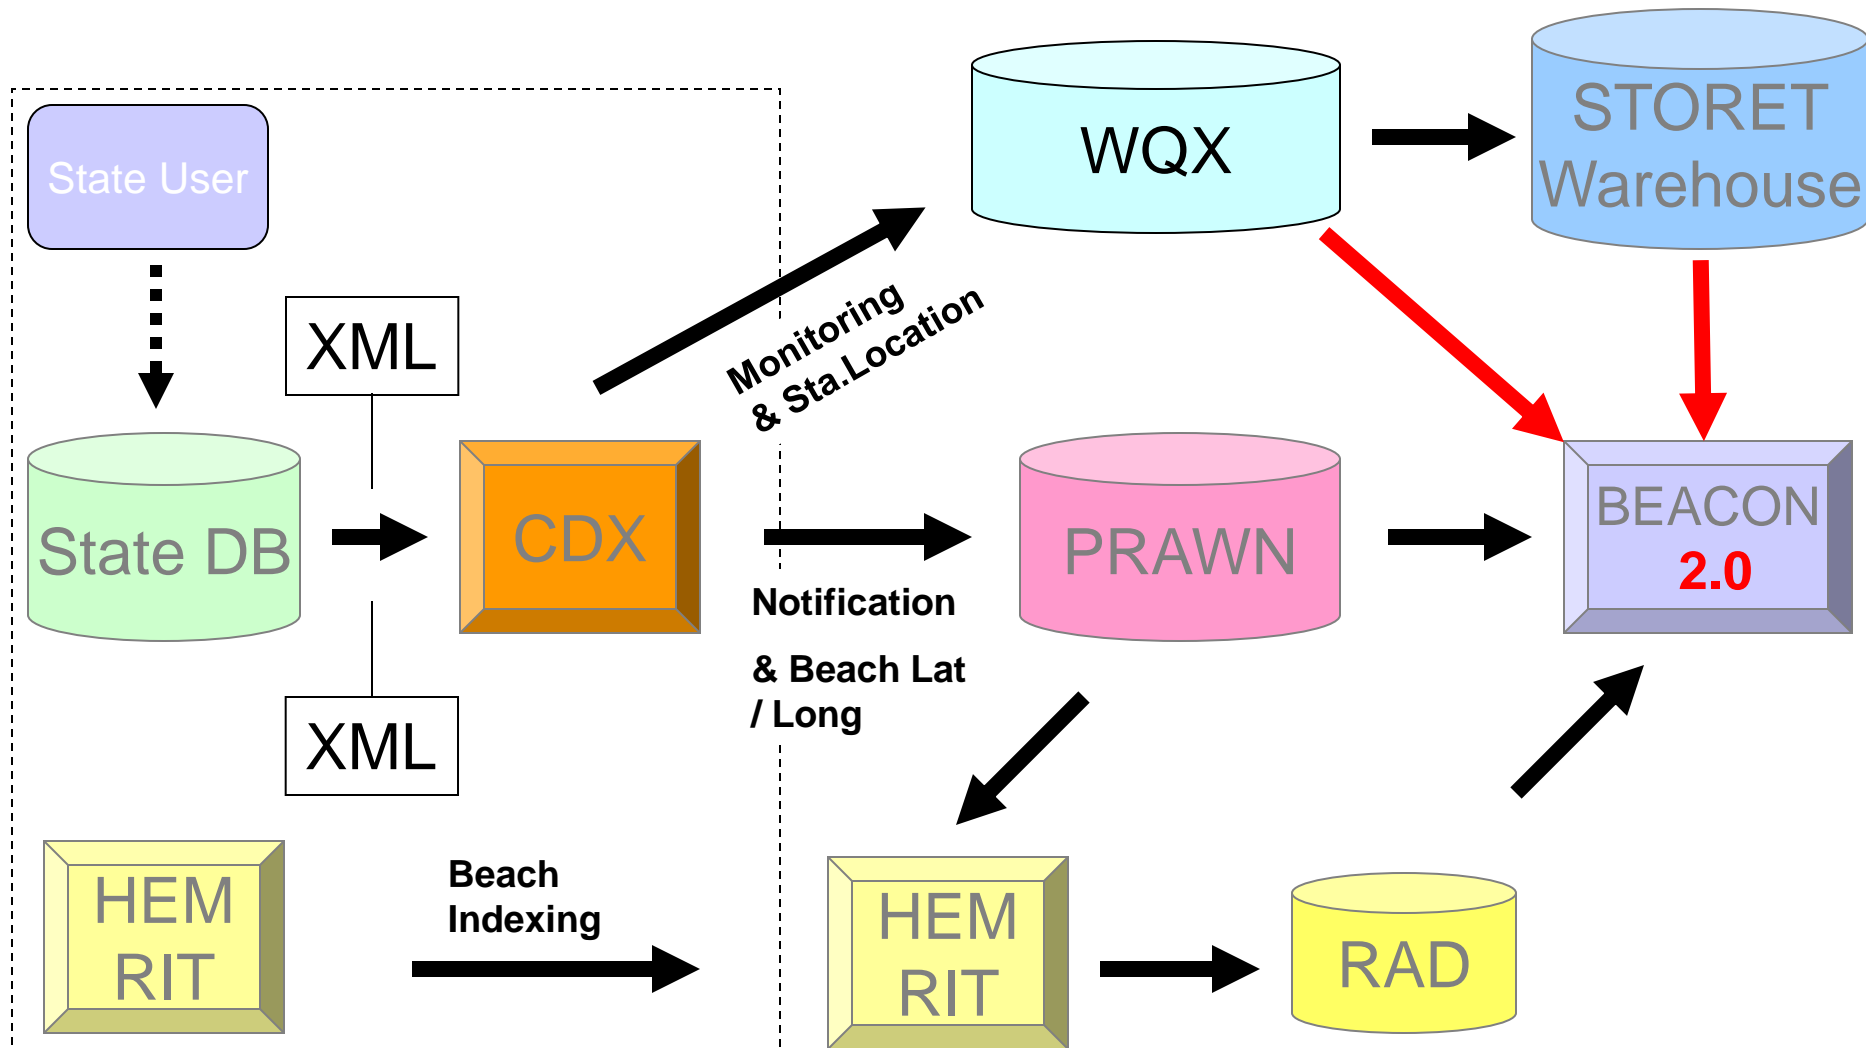 STORET
Warehouse
WQX
State User
XML
Monitoring
& Sta.Location
State DB
CDX
PRAWN
BEACON
2.0
Notification
& Beach Lat
/ Long
XML
HEM
RIT
Beach
Indexing
HEM
RIT
RAD